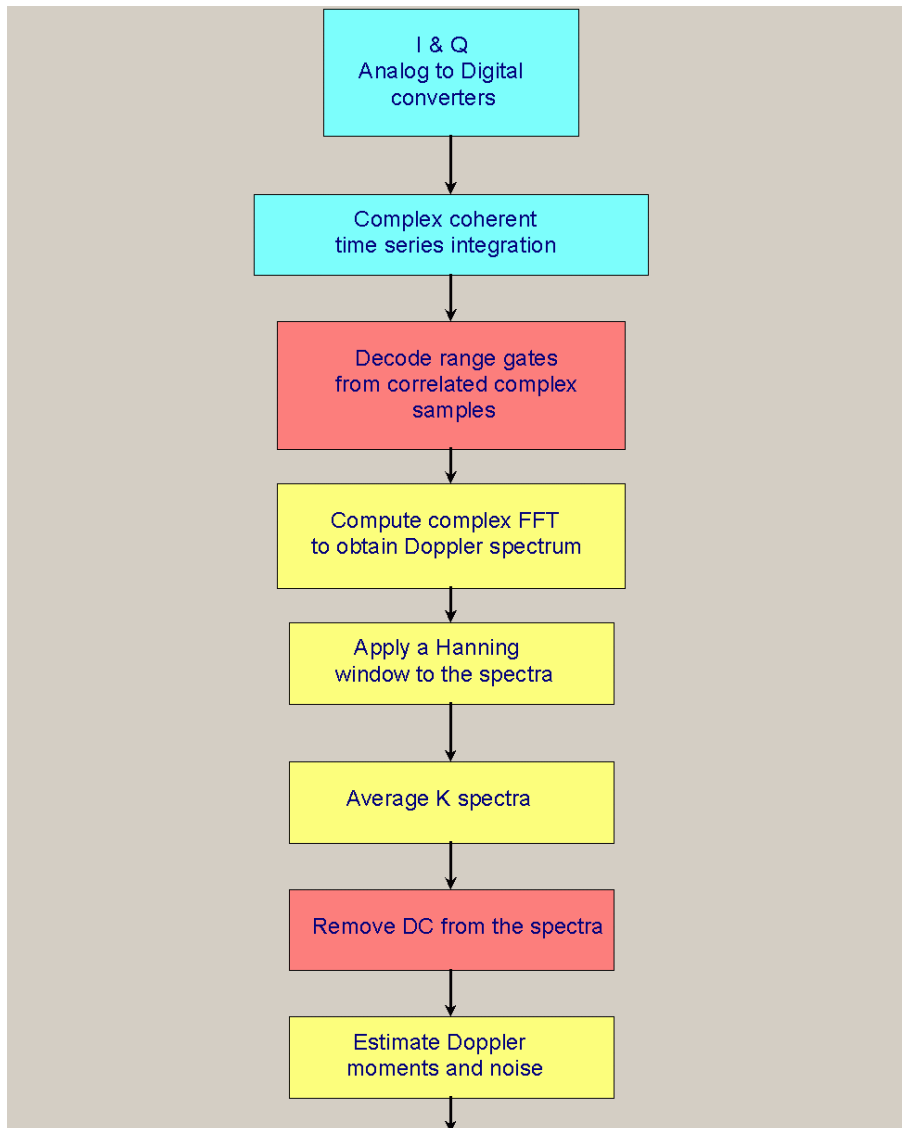 I & Q
Analog to Digital
converters
Complex coherent
time series integration
Decode range gates
from correlated complex
samples
Compute complex FFT
to obtain Doppler spectrum
Apply a Hanning
window to the spectra
Average K spectra
Remove DC from the spectra
Estimate Doppler
moments and noise